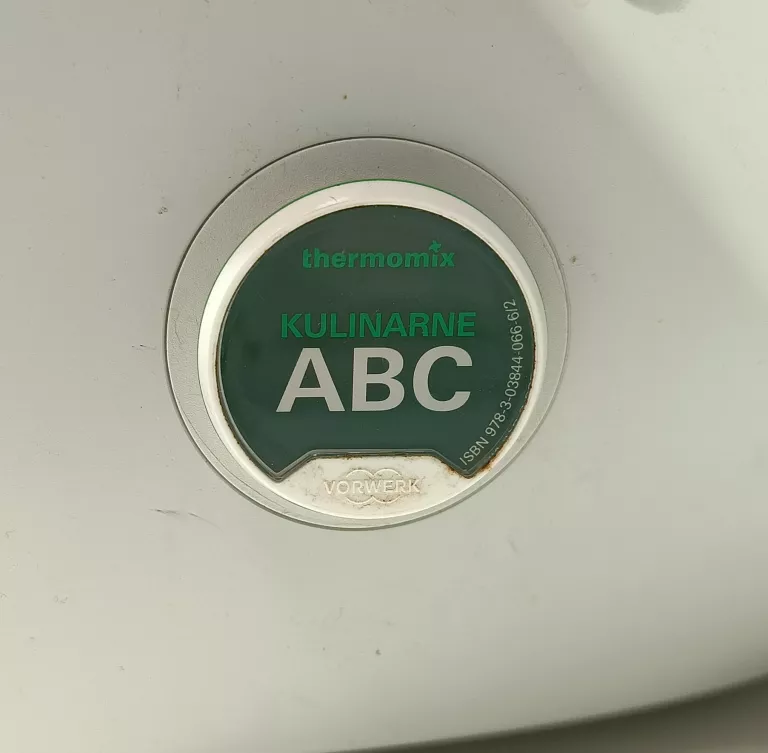 thermomix
KULINARNE
ABC
ISBN 978-3-03844-066-6/2
VORWERK